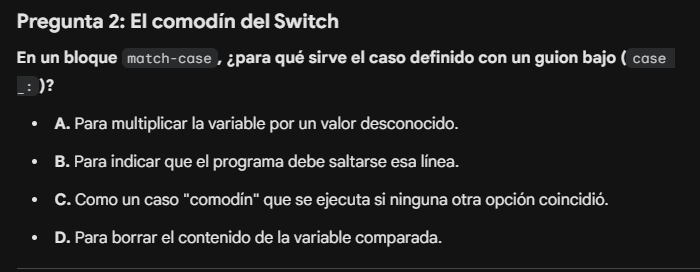 Pregunta 2: El comodín del Switch
En un bloque match-case, ¿para qué sirve el caso definido con un guion bajo (case
_:)?
• A. Para multiplicar la variable por un valor desconocido.
• B. Para indicar que el programa debe saltarse esa línea.
• C. Como un caso "comodín" que se ejecuta si ninguna otra opción coincidió.
• D. Para borrar el contenido de la variable comparada.